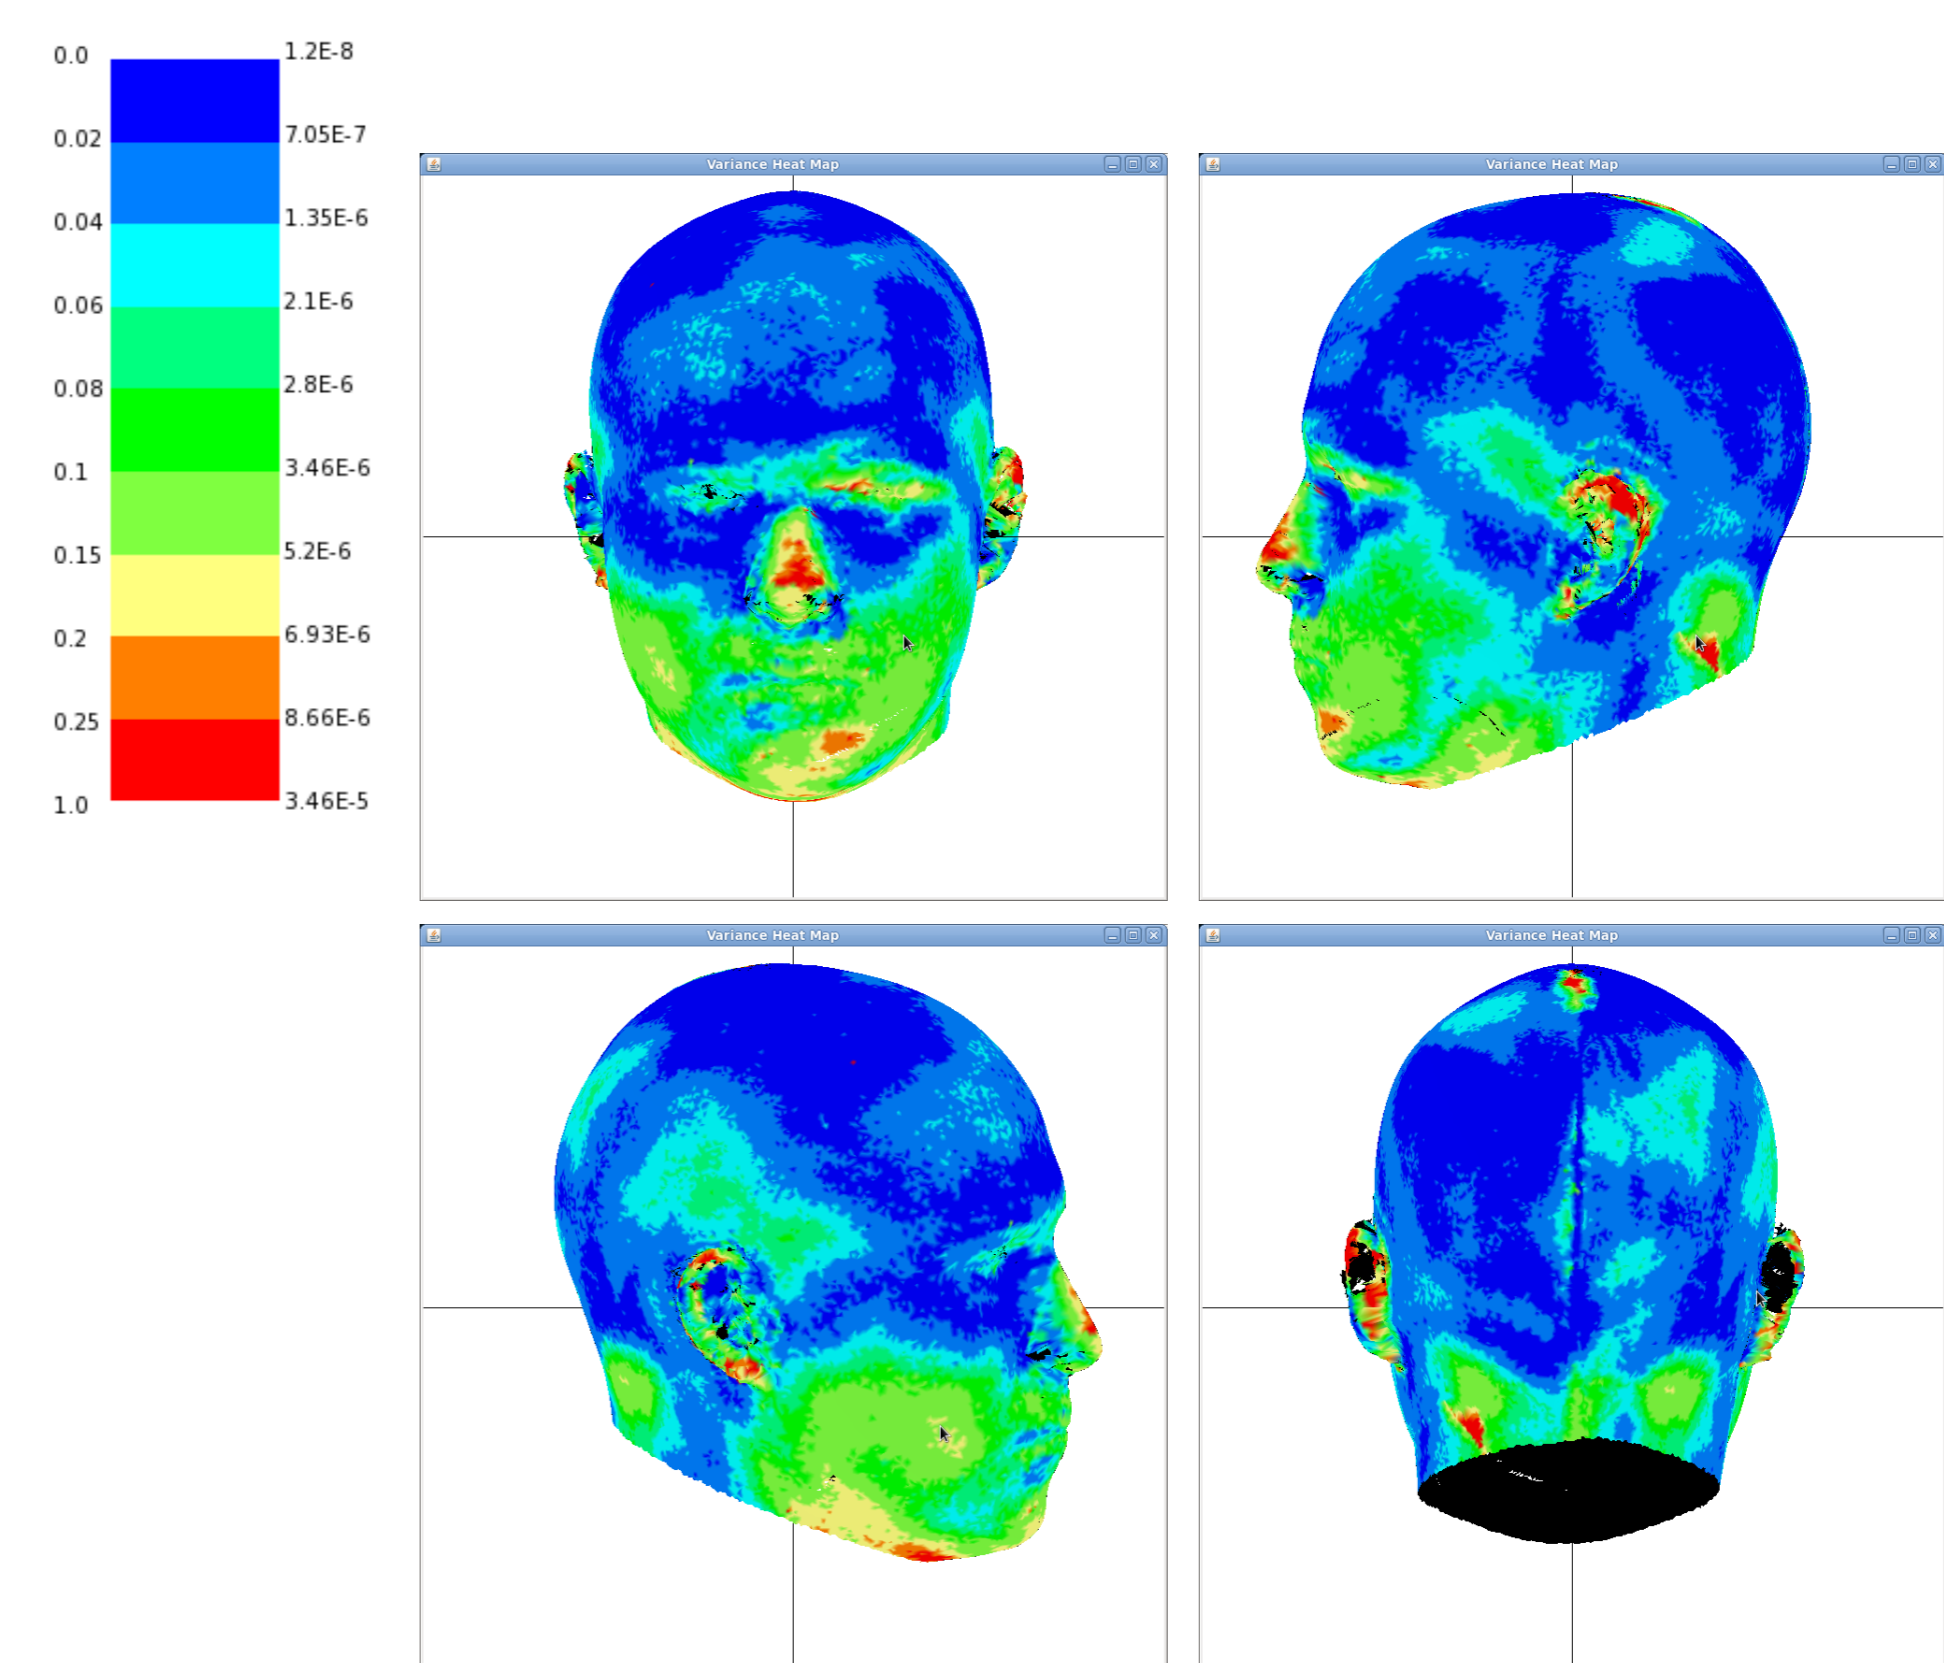 0.0 1.2E-8
0.02 7.05E-7
Variance Heat Map
Variance Heat Map
0.04 1.35E-6
0.06 2.1E-6
0.08 2.8E-6
0.1 3.46E-6
0.15 5.2E-6
0.2 6.93E-6
0.25 8.66E-6
1.0 3.46E-5
Variance Heat Map
Variance Heat Map